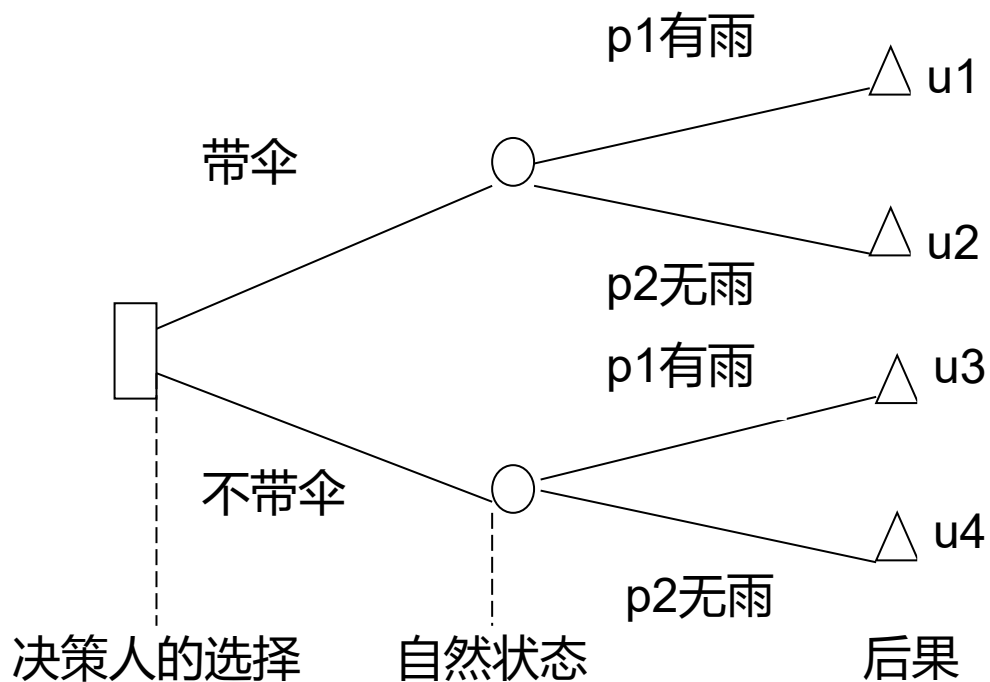 p1有雨
u1
带伞
u2
p2无雨
p1有雨
u3
不带伞
u4
p2无雨
决策人的选择
自然状态
后果